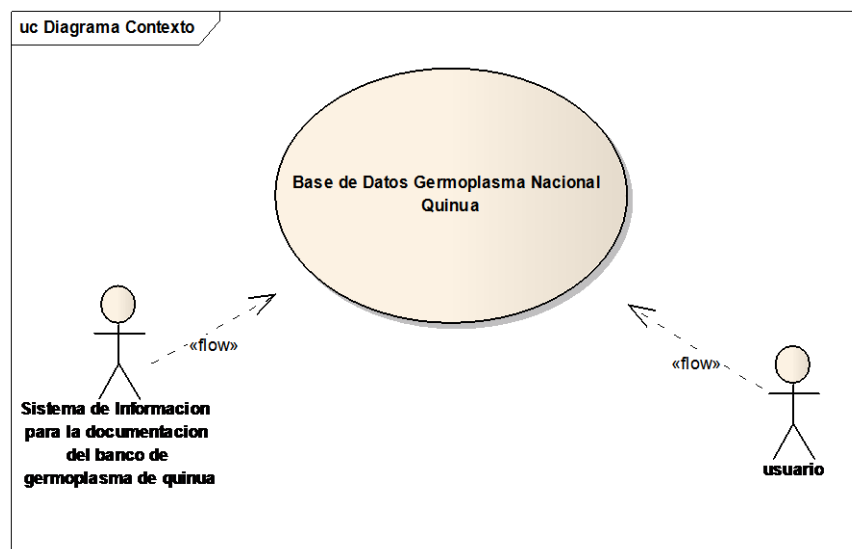 uc Diagrama Contexto
Base de Datos Germoplasma Nacional
Quinua
«flow»
«flow»
Sistema de Informacion
para la documentacion
del banco de
germoplasma de quinua
usuario